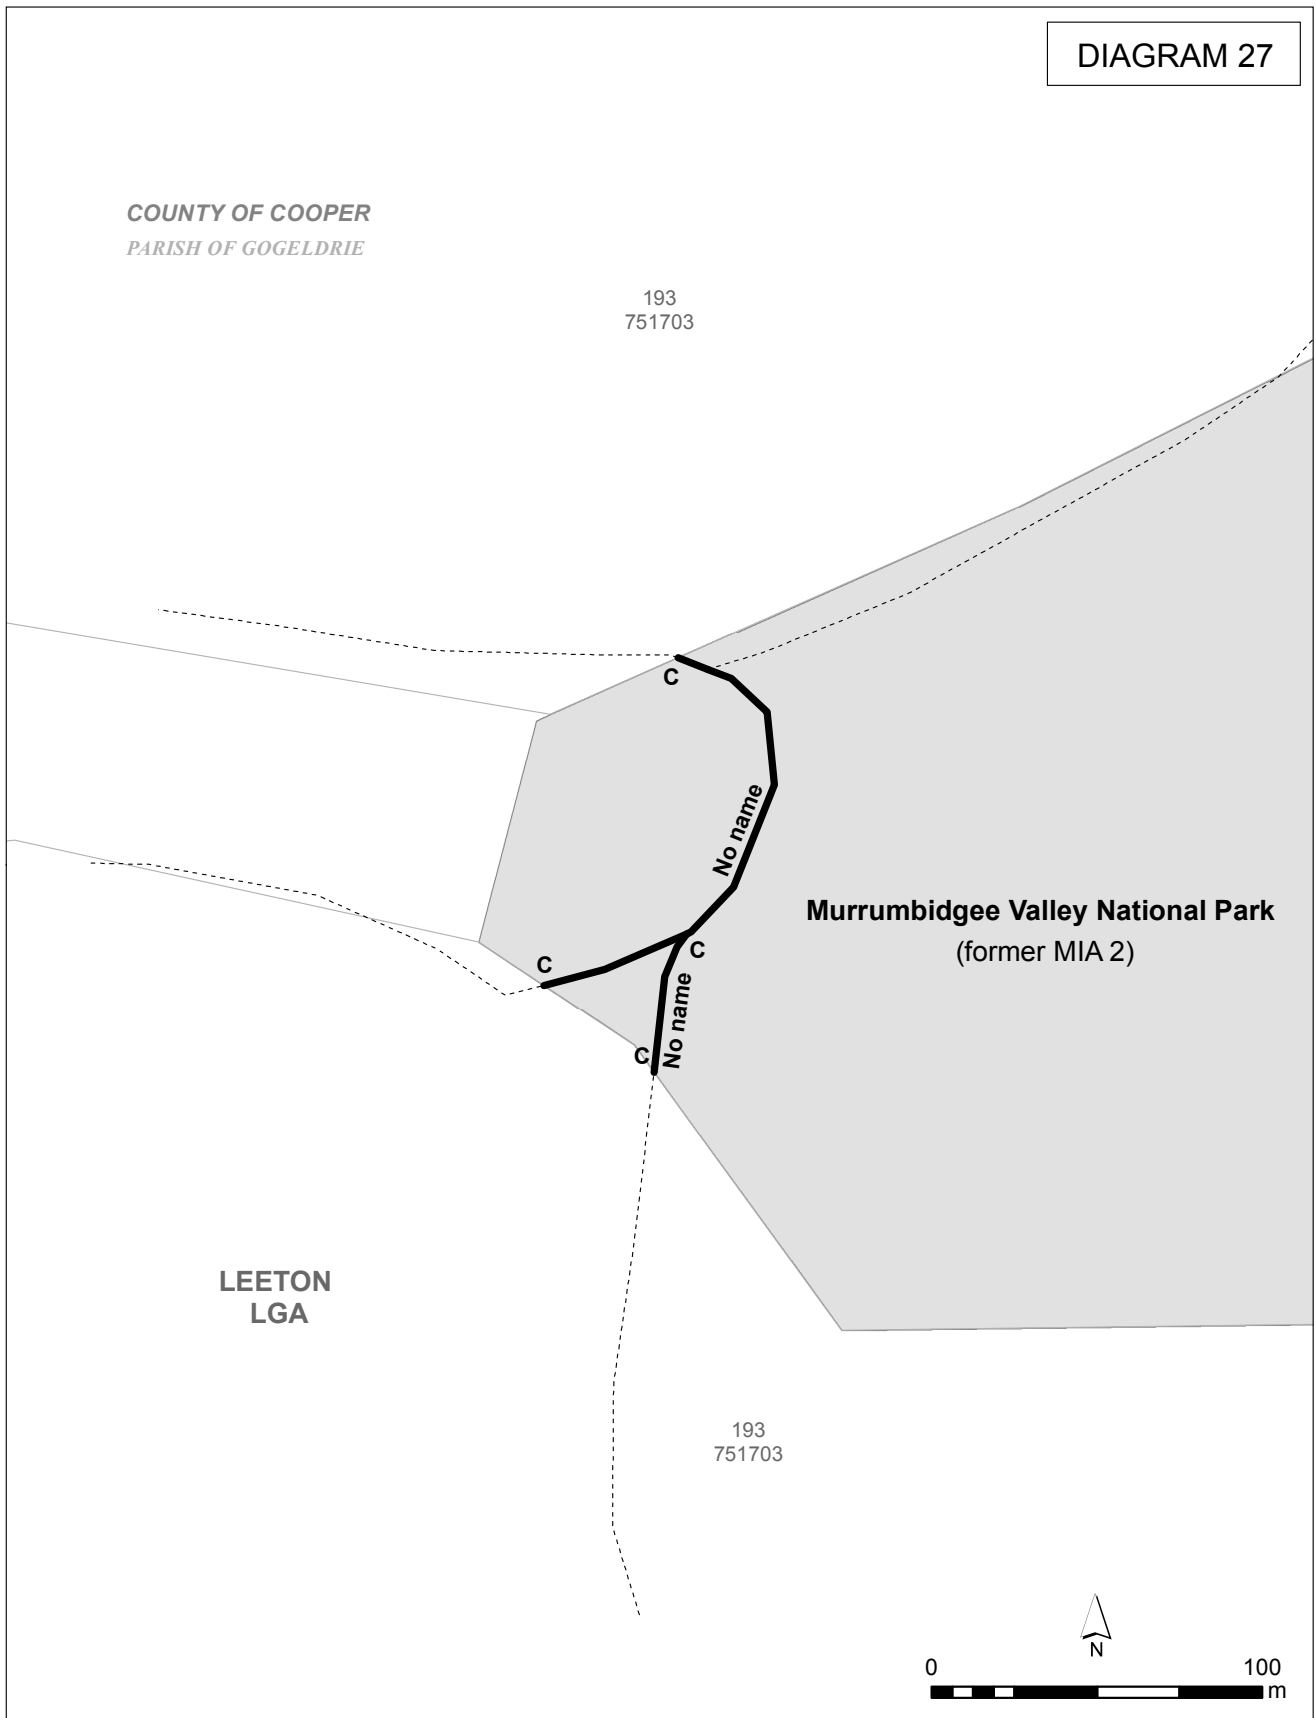 DIAGRAM 27
COUNTY OF COOPER
PARISH OF GOGELDRIE
193
751703
C
No name
Murrumbidgee Valley National Park
(former MIA 2)
C
C
No name
C
LEETON
LGA
193
751703
N
0 100
m